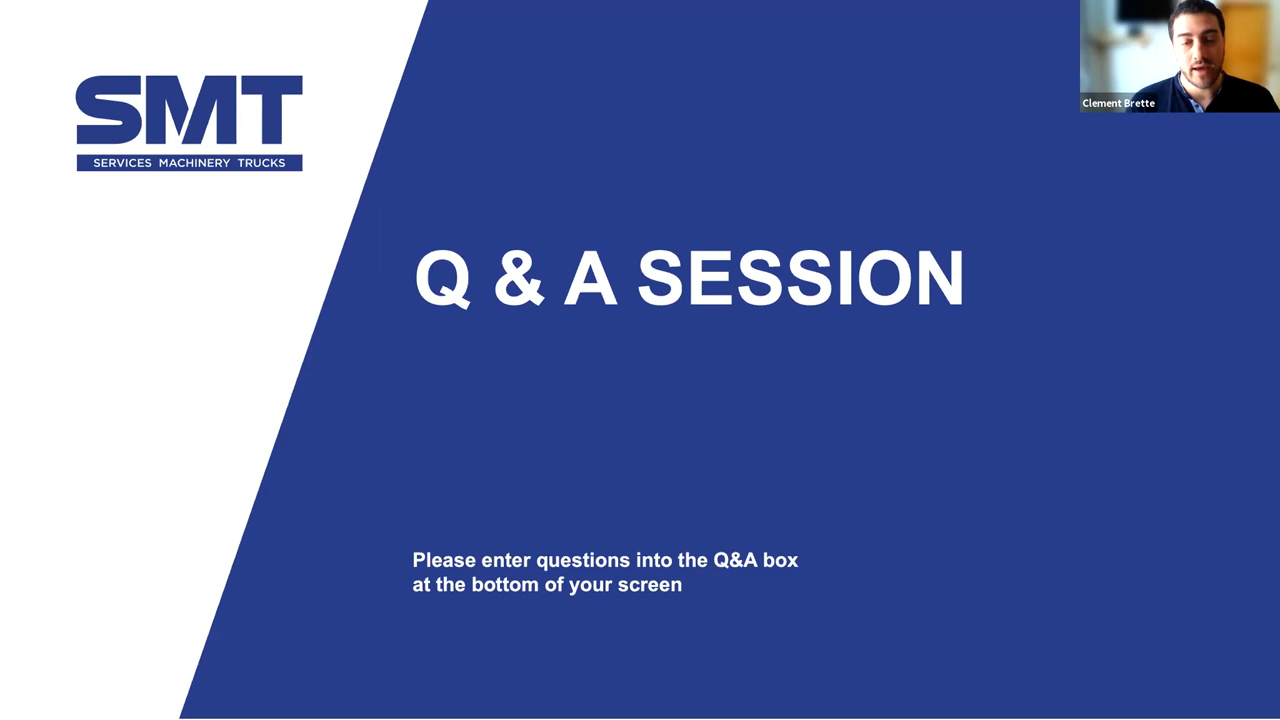 SMT
SERVICES MACHINERY TRUCKS
Clement Brette
Q & A SESSION
Please enter questions into the Q&A box
at the bottom of your screen